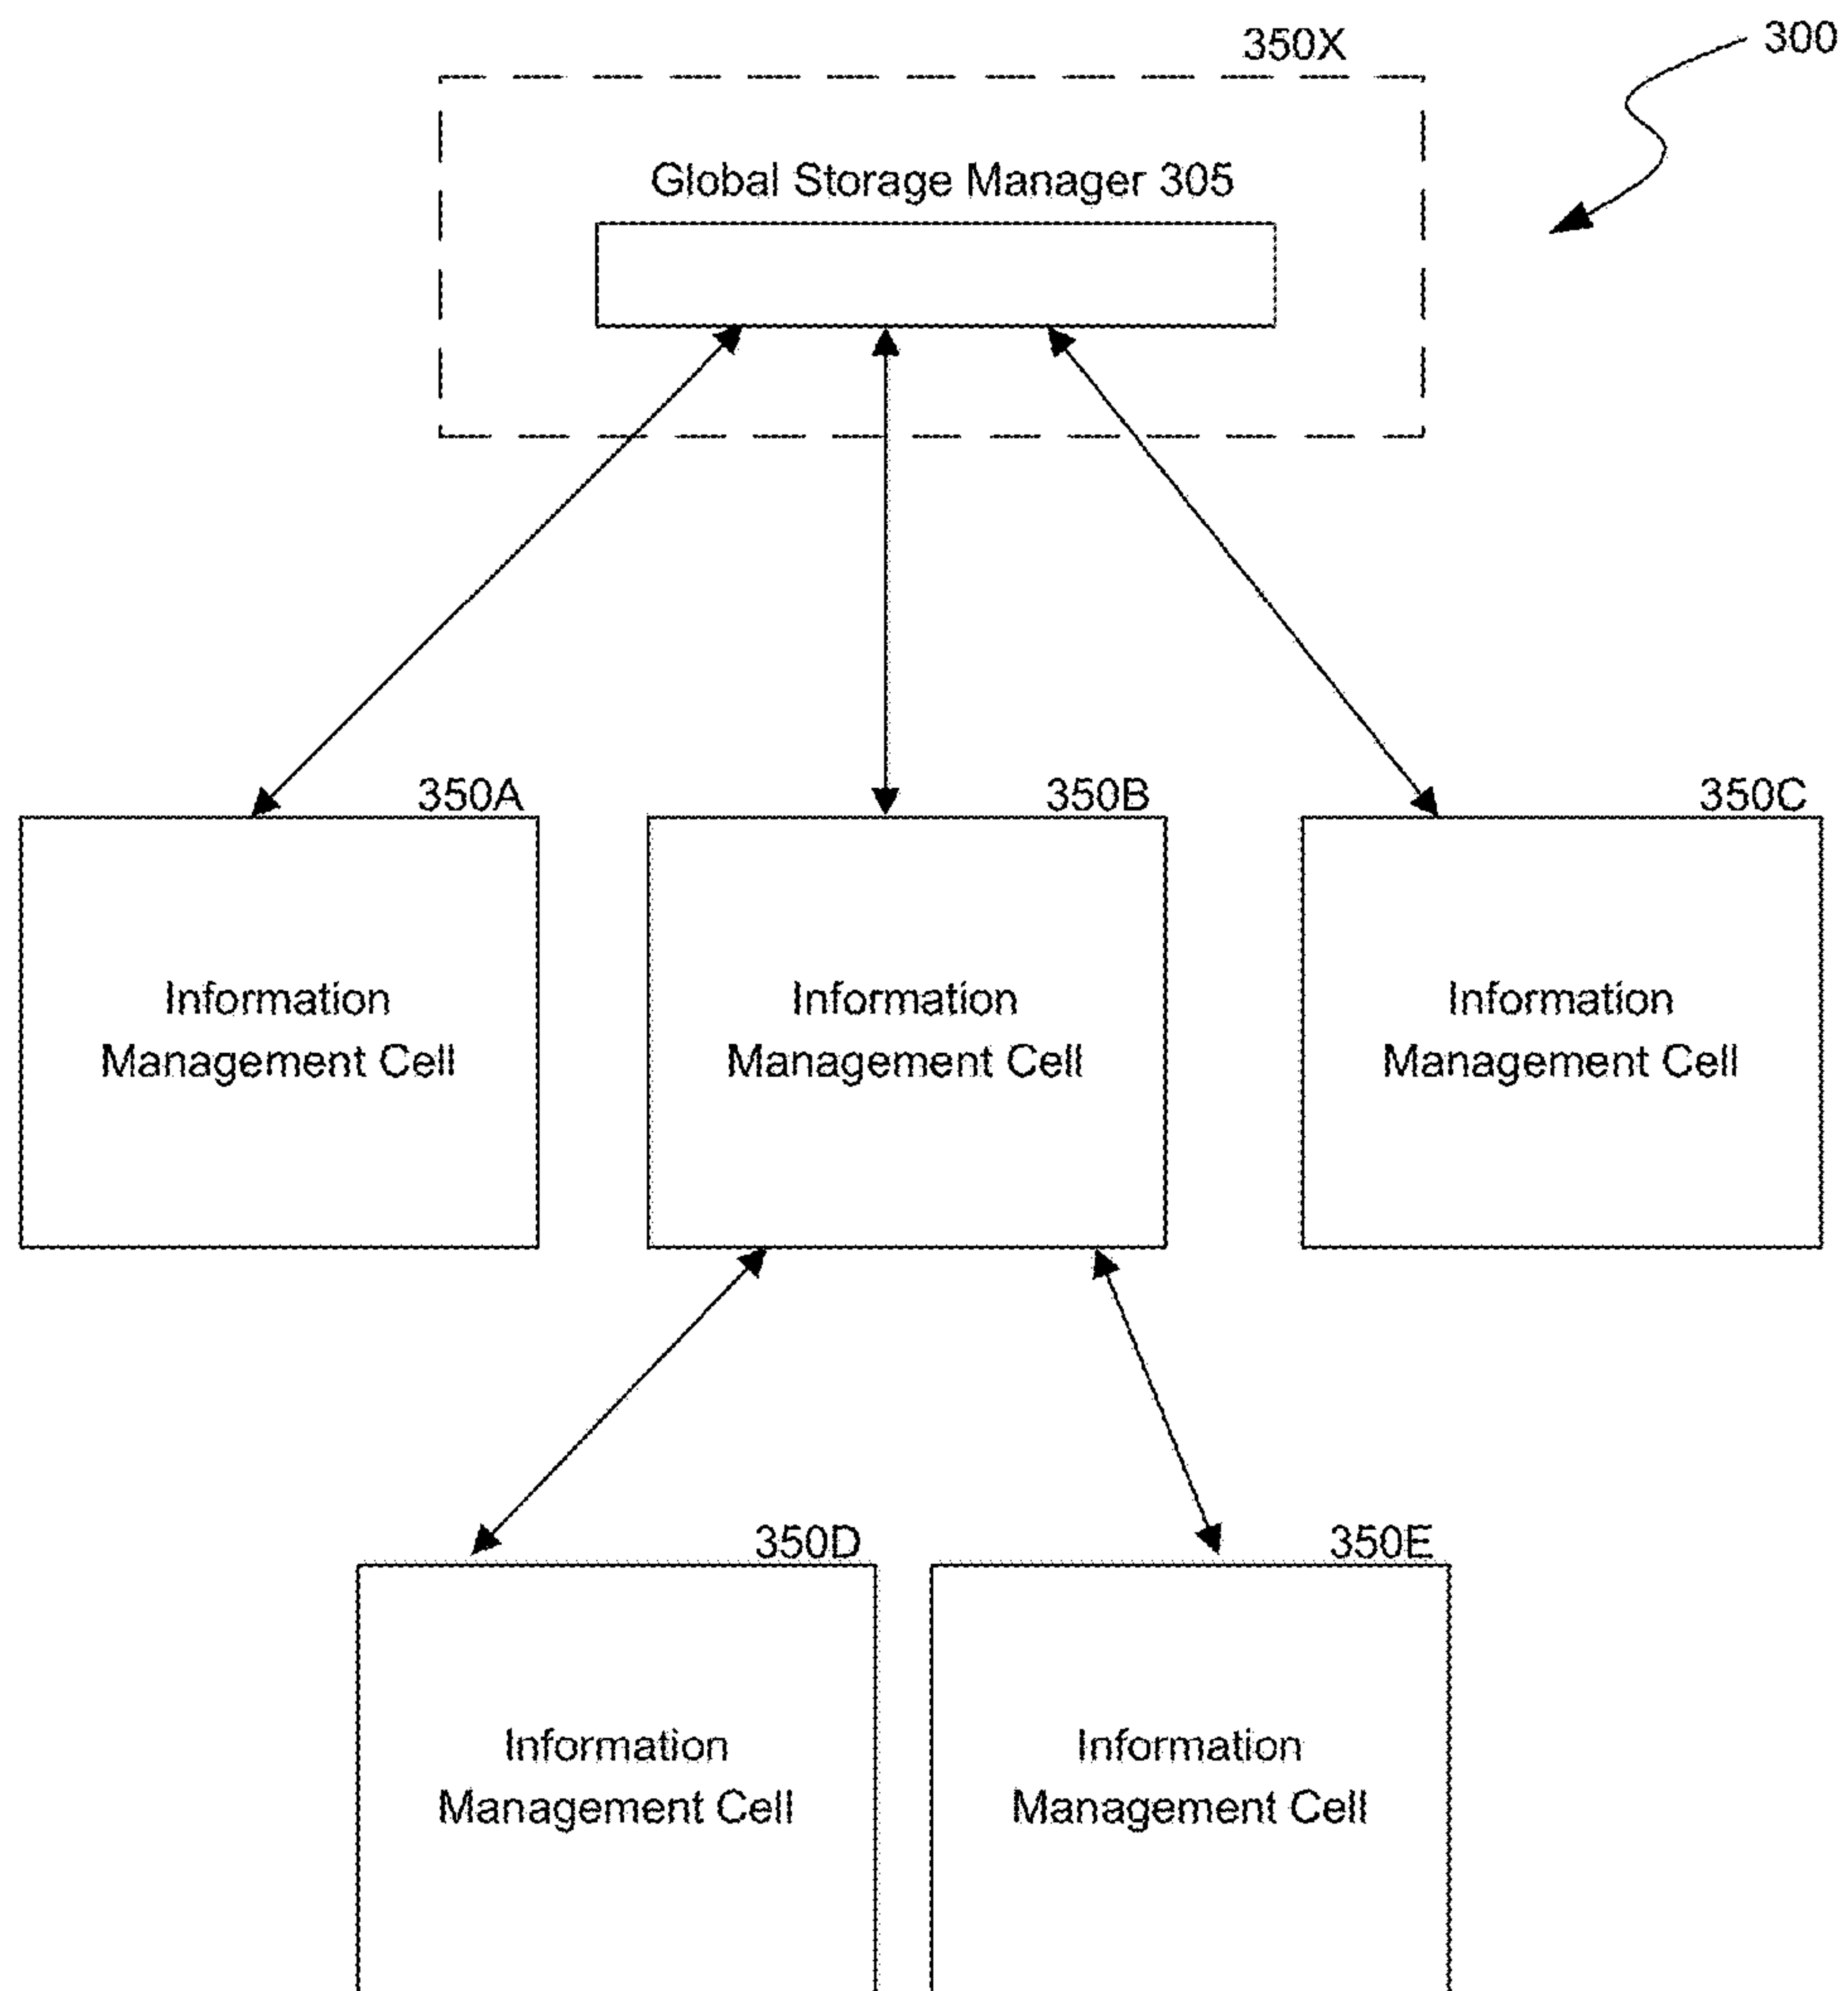 350X
300
Global Storage Manager 305
350A
350B
350C
Information
Management Cell
Information
Management Cell
Information
Management Cell
350D
350E
Information
Management Cell
Information
Management Cell